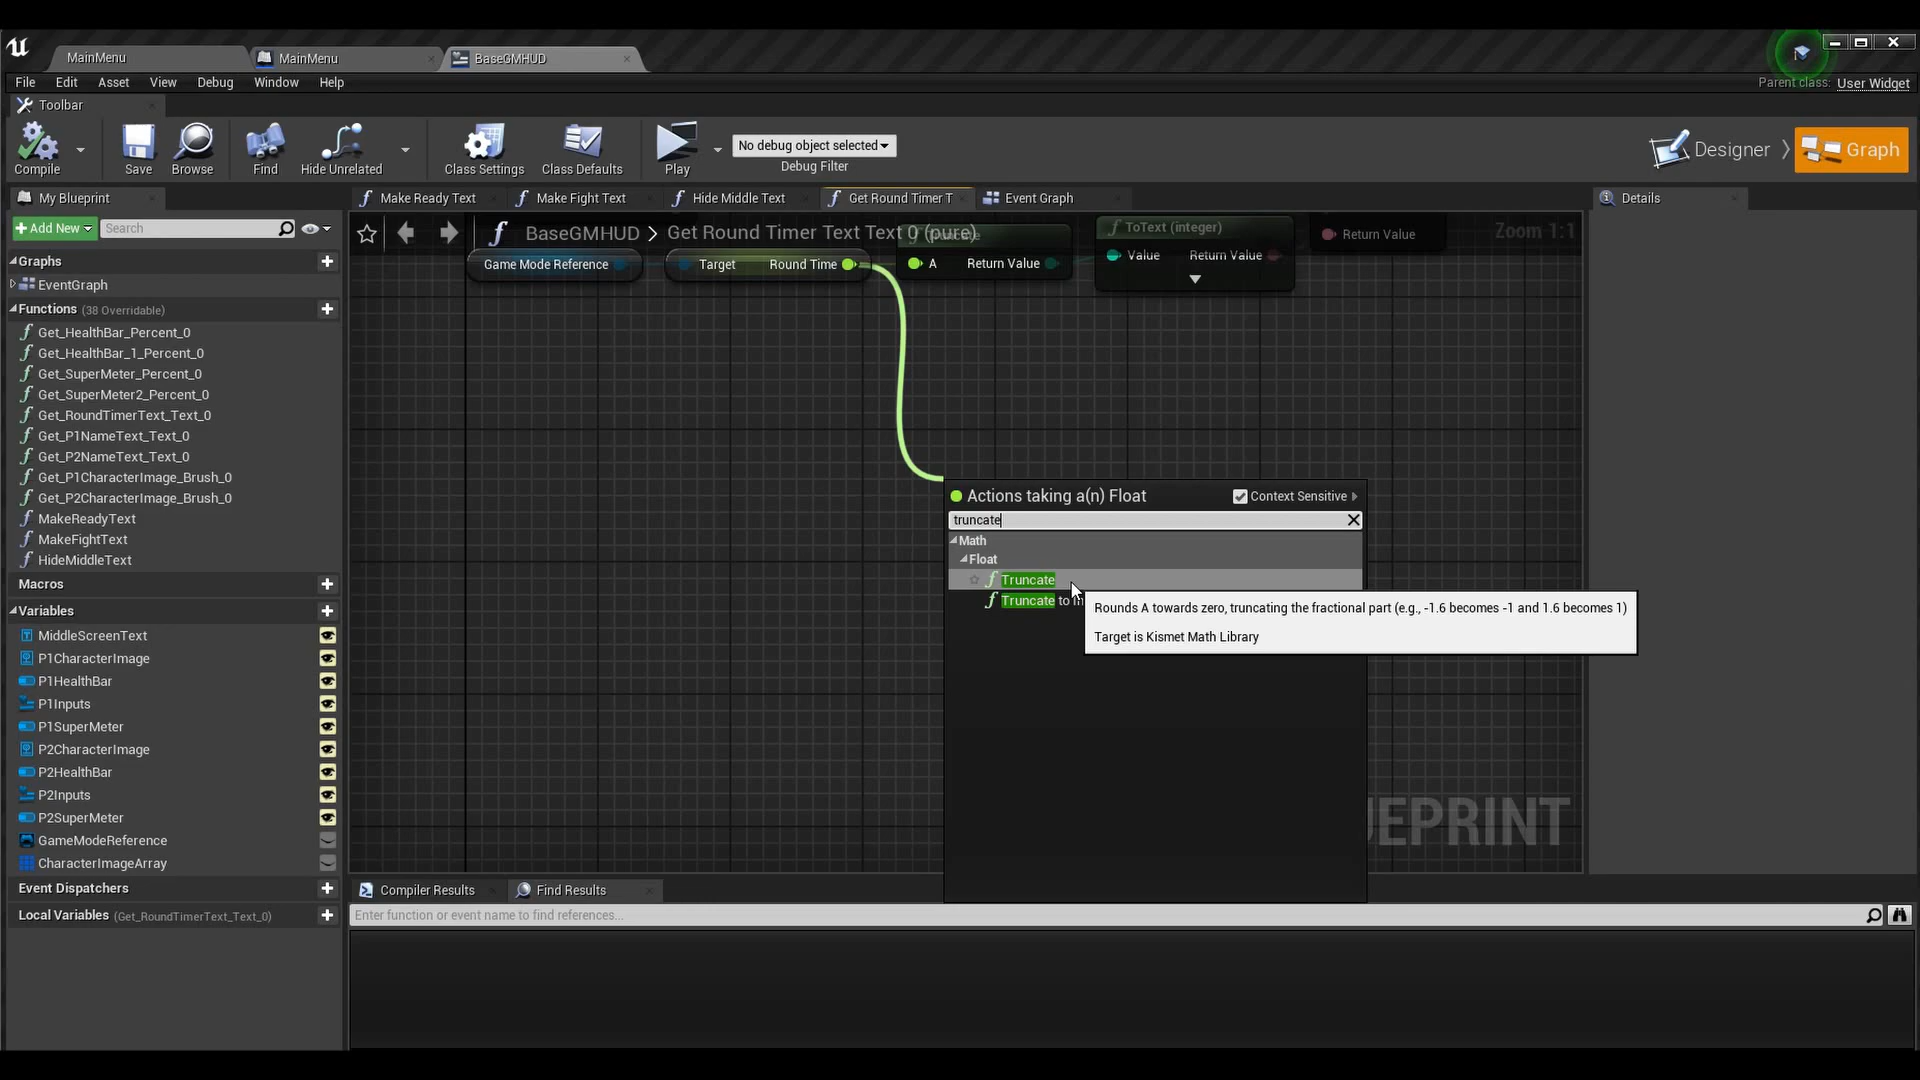 MainMenu
MainMenu
BaseGMHUD
File Edit Asset View Debug Window Help
Parent class: User Widget
Toolbar
Compile
Save
Browse
Find
Hide Unrelated
Class Settings
Class Defaults
Play
No debug object selected
Debug Filter
Designer
Graph
My Blueprint
Make Ready Text
Make Fight Text
Hide Middle Text
Get Round Timer T
Event Graph
Details
Add New
Search
BaseGMHUD > Get Round Timer Text Text 0 (pure)
Zoom 1:1
Game Mode Reference
Target Round Time
A Return Value
ToText (integer)
Value Return Value
Return Value
Graphs
EventGraph
Functions (38 Overridable)
Get_HealthBar_Percent_0
Get_HealthBar_1_Percent_0
Get_SuperMeter_Percent_0
Get_SuperMeter2_Percent_0
Get_RoundTimerText_Text_0
Get_P1NameText_Text_0
Get_P2NameText_Text_0
Get_P1CharacterImage_Brush_0
Get_P2CharacterImage_Brush_0
MakeReadyText
MakeFightText
HideMiddleText
Macros
Variables
MiddleScreenText
P1CharacterImage
P1HealthBar
P1Inputs
P1SuperMeter
P2CharacterImage
P2HealthBar
P2Inputs
P2SuperMeter
GameModeReference
CharacterImageArray
Event Dispatchers
Local Variables (Get_RoundTimerText_Text_0)
Actions taking a(n) Float
Context Sensitive
truncate
Math
Float
Truncate
Truncate to
Rounds A towards zero, truncating the fractional part (e.g., -1.6 becomes -1 and 1.6 becomes 1)
Target is Kismet Math Library
UEPRINT
Compiler Results
Find Results
Enter function or event name to find references...